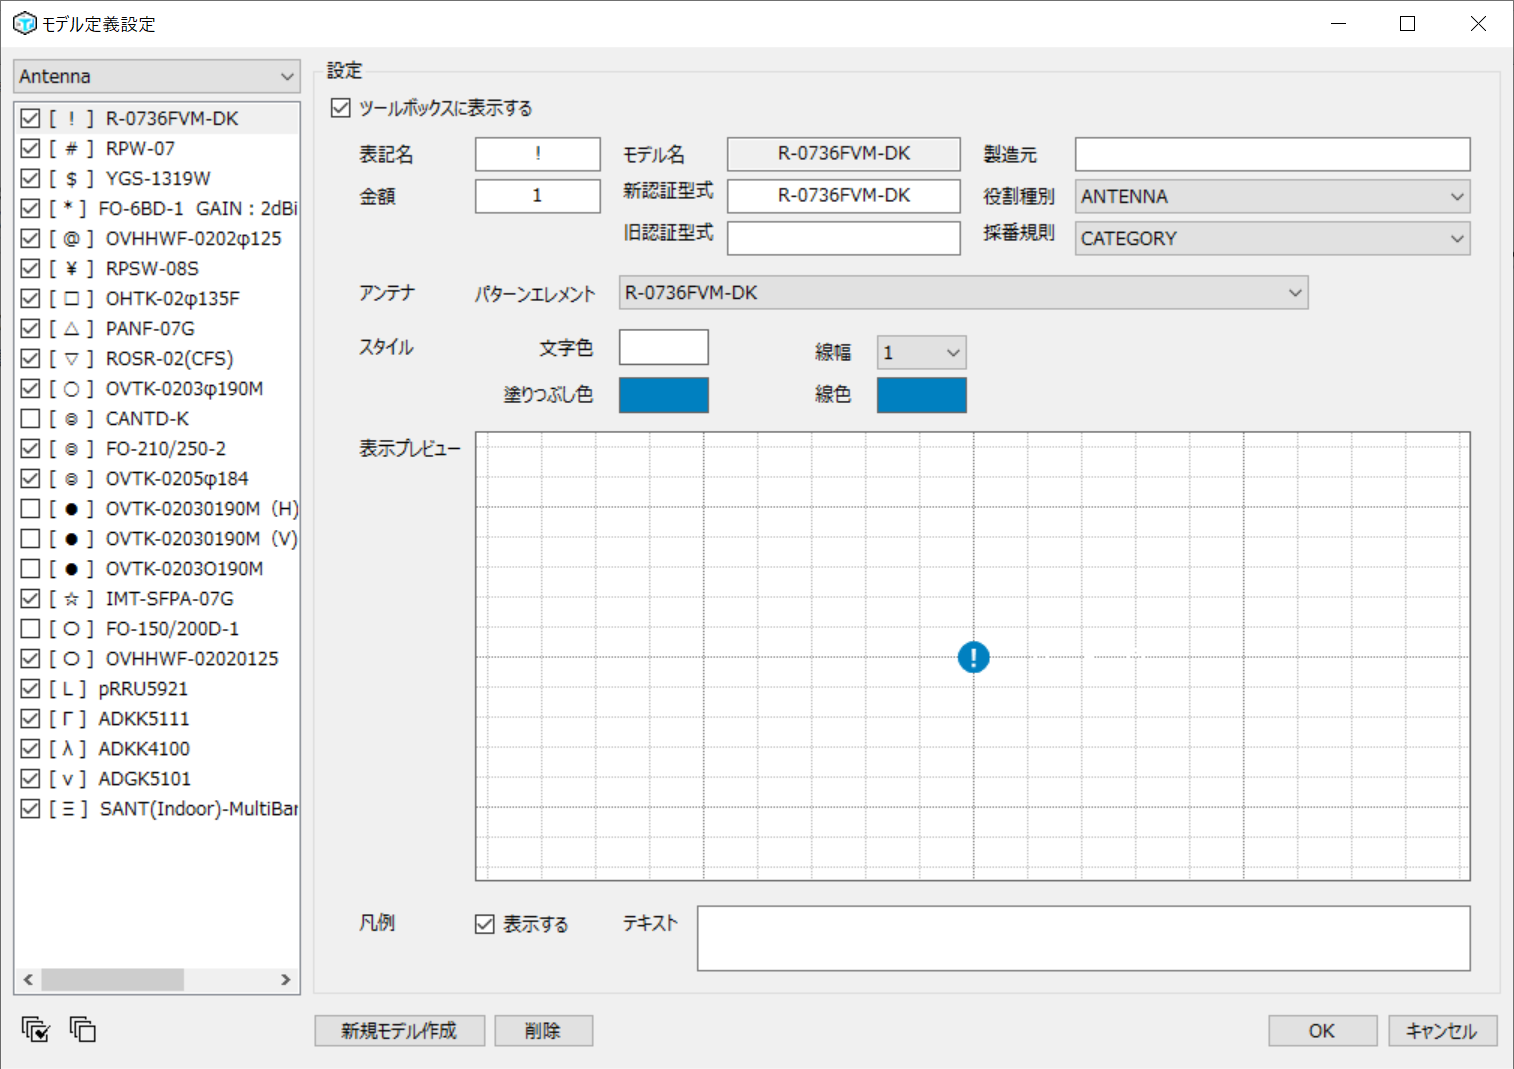 モデル定義設定
Antenna
[ ! ] R-0736FVM-DK
[ # ] RPW-07
[ $ ] YGS-1319W
[ * ] FO-6BD-1 GAIN : 2dBi
[ @ ] OVHHWF-0202φ125
[ ¥ ] RPSW-08S
[ □ ] OHTK-02φ135F
[ △ ] PANF-07G
[ ▽ ] ROSR-02(CFS)
[ ○ ] OVTK-0203φ190M
[ ◎ ] CANTD-K
[ ◎ ] FO-210/250-2
[ ◎ ] OVTK-0205φ184
[ ● ] OVTK-02030190M（H)
[ ● ] OVTK-02030190M（V)
[ ● ] OVTK-0203O190M
[ ☆ ] IMT-SFPA-07G
[ Ο ] FO-150/200D-1
[ Ο ] OVHHWF-02020125
[ L ] pRRU5921
[ Γ ] ADKK5111
[ λ ] ADKK4100
[ v ] ADGK5101
[ Ξ ] SANT(Indoor)-MultiBar
設定
ツールボックスに表示する
表記名 ! モデル名 R-0736FVM-DK 製造元
金額 1 新認証型式 R-0736FVM-DK 役割種別 ANTENNA
旧認証型式 採番規則 CATEGORY
アンテナ パターンエレメント R-0736FVM-DK
スタイル 文字色 線幅 1
塗りつぶし色 線色
表示プレビュー
!
凡例 表示する テキスト
新規モデル作成 削除 OK キャンセル